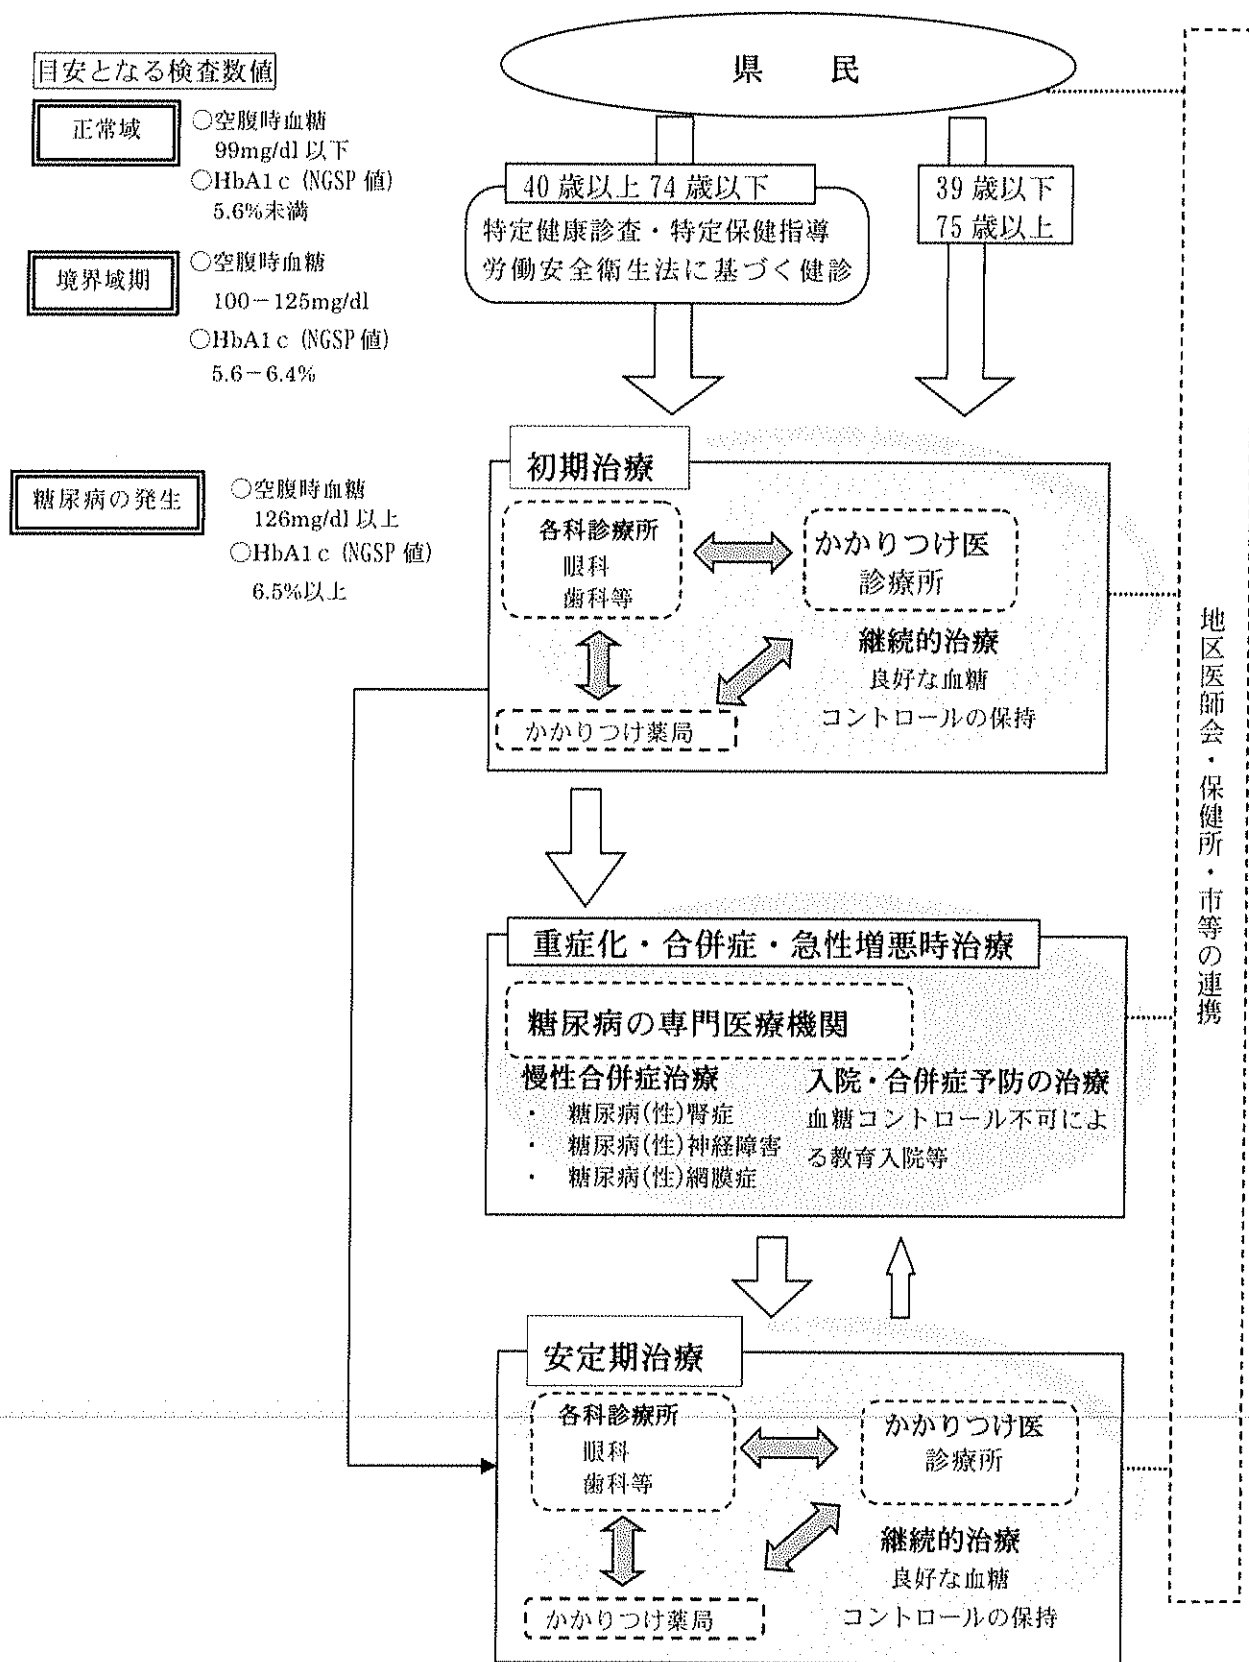 目安となる検査数値
正常域
○空腹時血糖
99mg/dl 以下
○HbA1c (NGSP 値)
5.6%未満
境界域期
○空腹時血糖
100－125mg/dl
○HbA1c (NGSP 値)
5.6－6.4%
糖尿病の発生
○空腹時血糖
126mg/dl 以上
○HbA1c (NGSP 値)
6.5%以上
県 民
40 歳以上 74 歳以下
特定健康診査・特定保健指導
労働安全衛生法に基づく健診
39 歳以下
75 歳以上
初期治療
各科診療所
眼科
歯科等
かかりつけ医
診療所
継続的治療
良好な血糖
コントロールの保持
かかりつけ薬局
重症化・合併症・急性増悪時治療
糖尿病の専門医療機関
慢性合併症治療
・ 糖尿病(性)腎症
・ 糖尿病(性)神経障害
・ 糖尿病(性)網膜症
入院・合併症予防の治療
血糖コントロール不可によ
る教育入院等
安定期治療
各科診療所
眼科
歯科等
かかりつけ医
診療所
継続的治療
良好な血糖
コントロールの保持
かかりつけ薬局
地区医師会・保健所・市等の連携